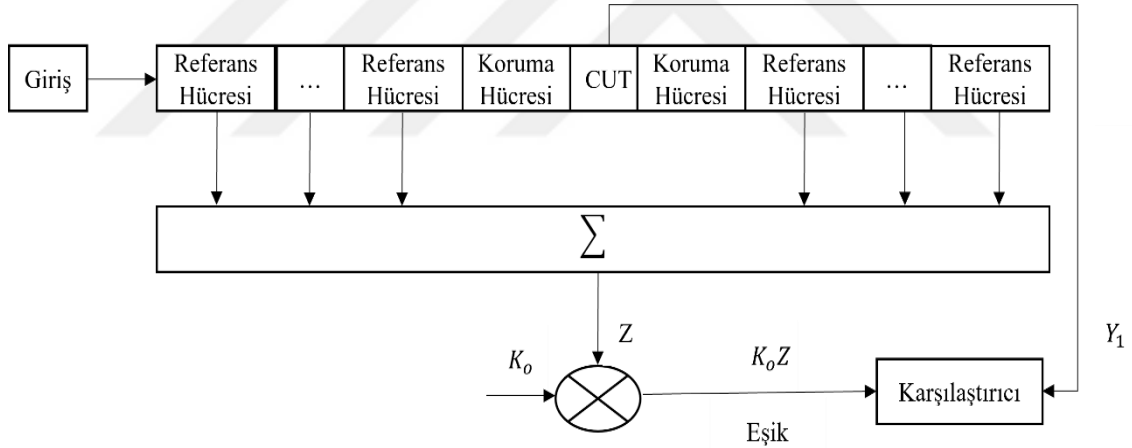 Giriş
Referans
Hücresi
...
Referans
Hücresi
Koruma
Hücresi
CUT
Koruma
Hücresi
Referans
Hücresi
...
Referans
Hücresi
∑
Z
K_o
K_oZ
Eşik
Karşılaştırıcı
Y_1